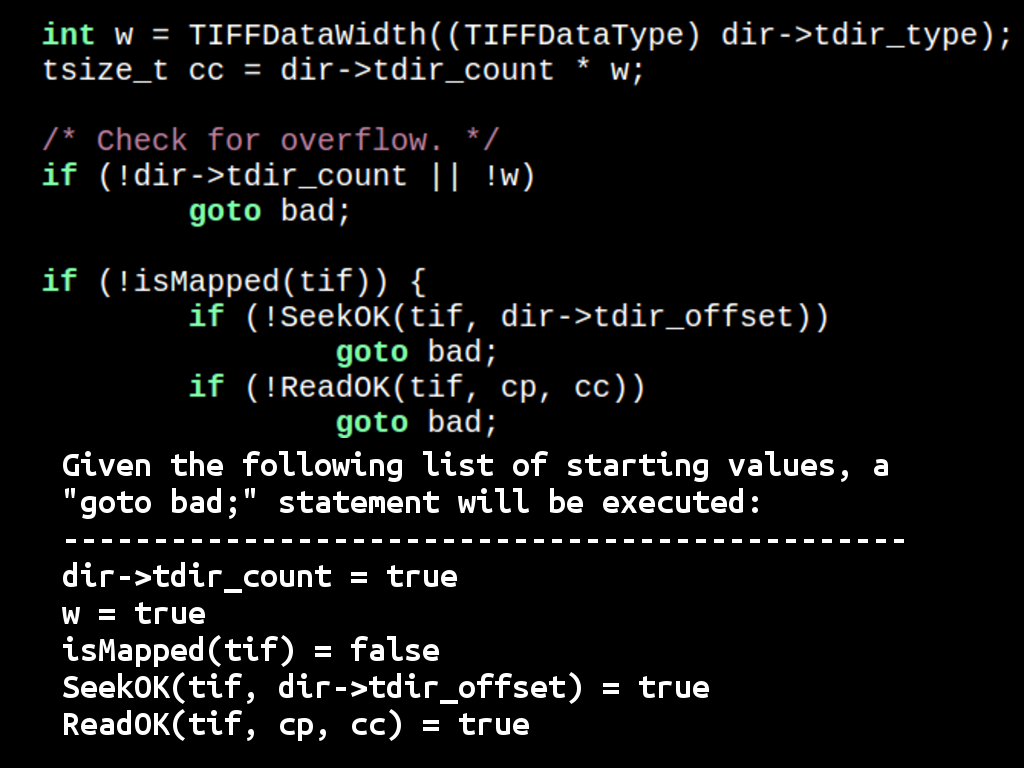 int w = TIFFDataWidth((TIFFDataType) dir->tdir_type);
tsize_t cc = dir->tdir_count * w;
/* Check for overflow. */
if (!dir->tdir_count || !w)
goto bad;
if (!isMapped(tif)) {
if (!SeekOK(tif, dir->tdir_offset))
goto bad;
if (!ReadOK(tif, cp, cc))
goto bad;
Given the following list of starting values, a
"goto bad;" statement will be executed:
-----------------------------------------------
dir->tdir_count = true
w = true
isMapped(tif) = false
SeekOK(tif, dir->tdir_offset) = true
ReadOK(tif, cp, cc) = true